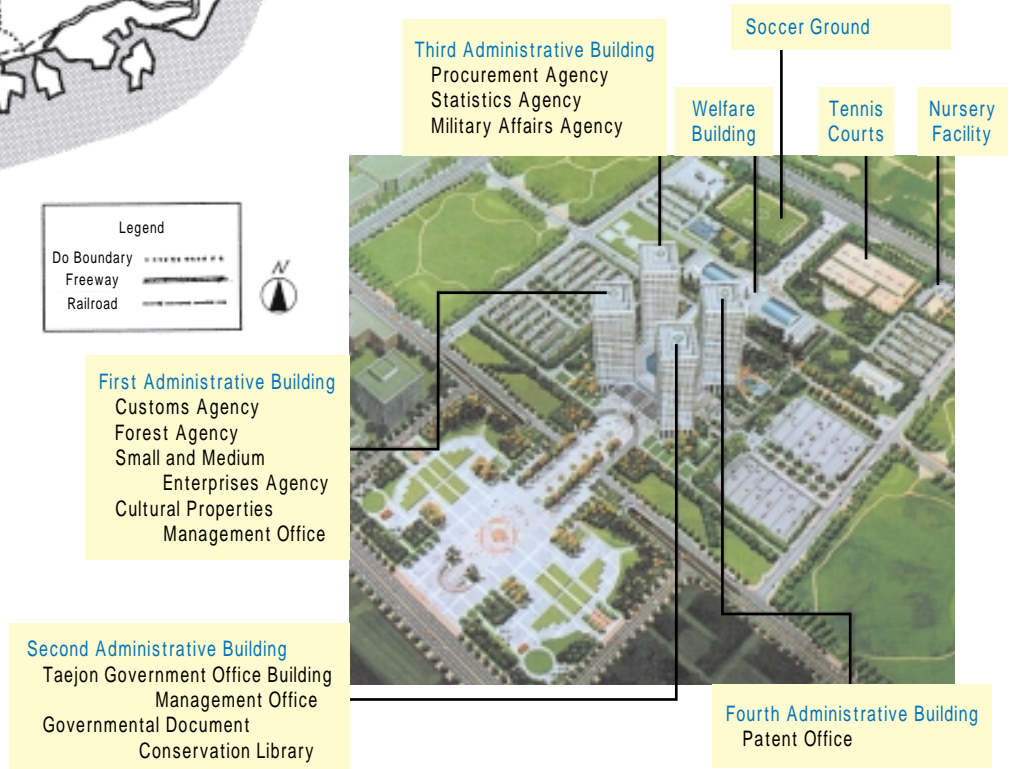 Soccer Ground
Third Administrative Building
Procurement Agency
Statistics Agency
Military Affairs Agency
Welfare
Building
Tennis
Courts
Nursery
Facility
Legend
Do Boundary
Freeway
Railroad
N
First Administrative Building
Customs Agency
Forest Agency
Small and Medium
Enterprises Agency
Cultural Properties
Management Office
Second Administrative Building
Taejon Government Office Building
Management Office
Governmental Document
Conservation Library
Fourth Administrative Building
Patent Office